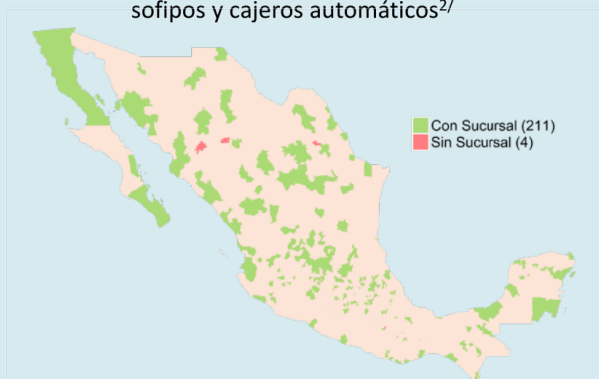 sofipos y cajeros automáticos2/
Con Sucursal (211)
Sin Sucursal (4)